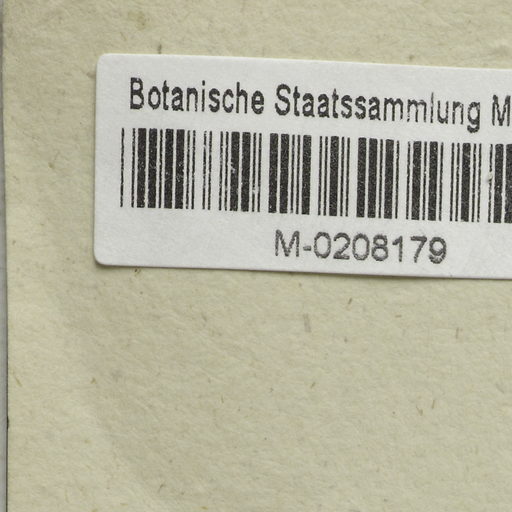 Botanische Staatssammlung M
M-0208179